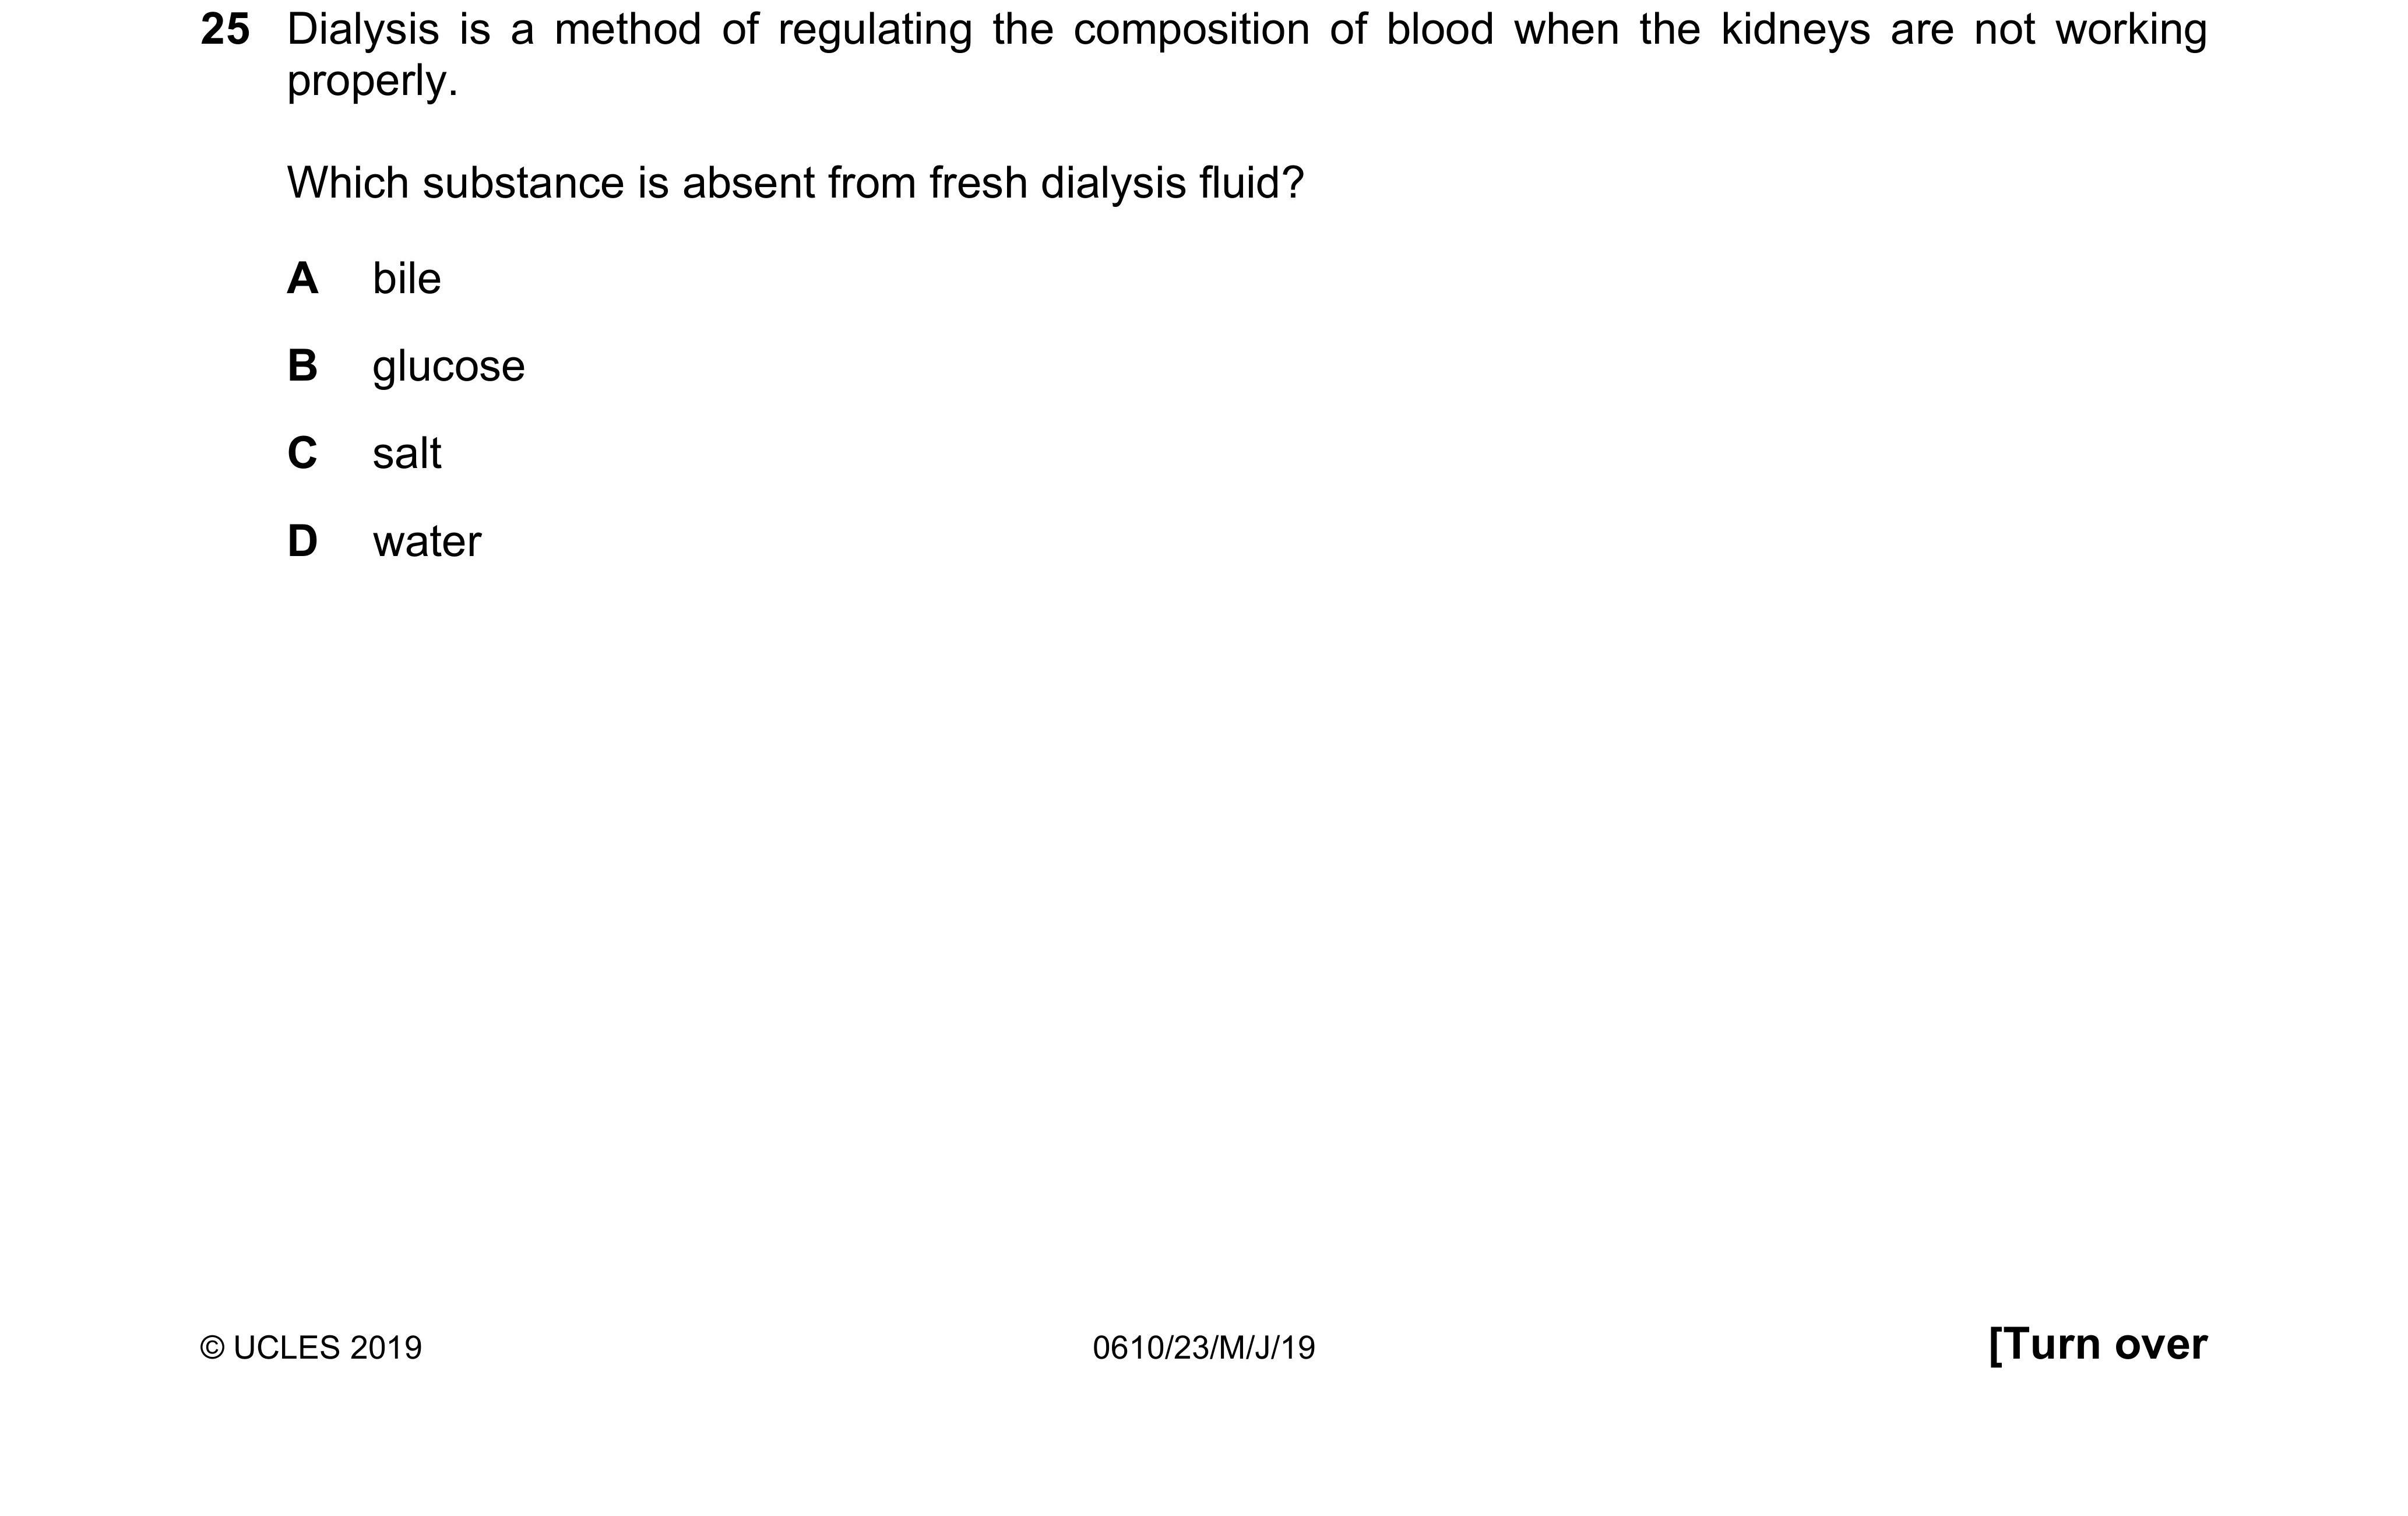 25 Dialysis is a method of regulating the composition of blood when the kidneys are not working
properly.
Which substance is absent from fresh dialysis fluid?
A bile
B glucose
C salt
D water
© UCLES 2019 0610/23/M/J/19 [Turn over